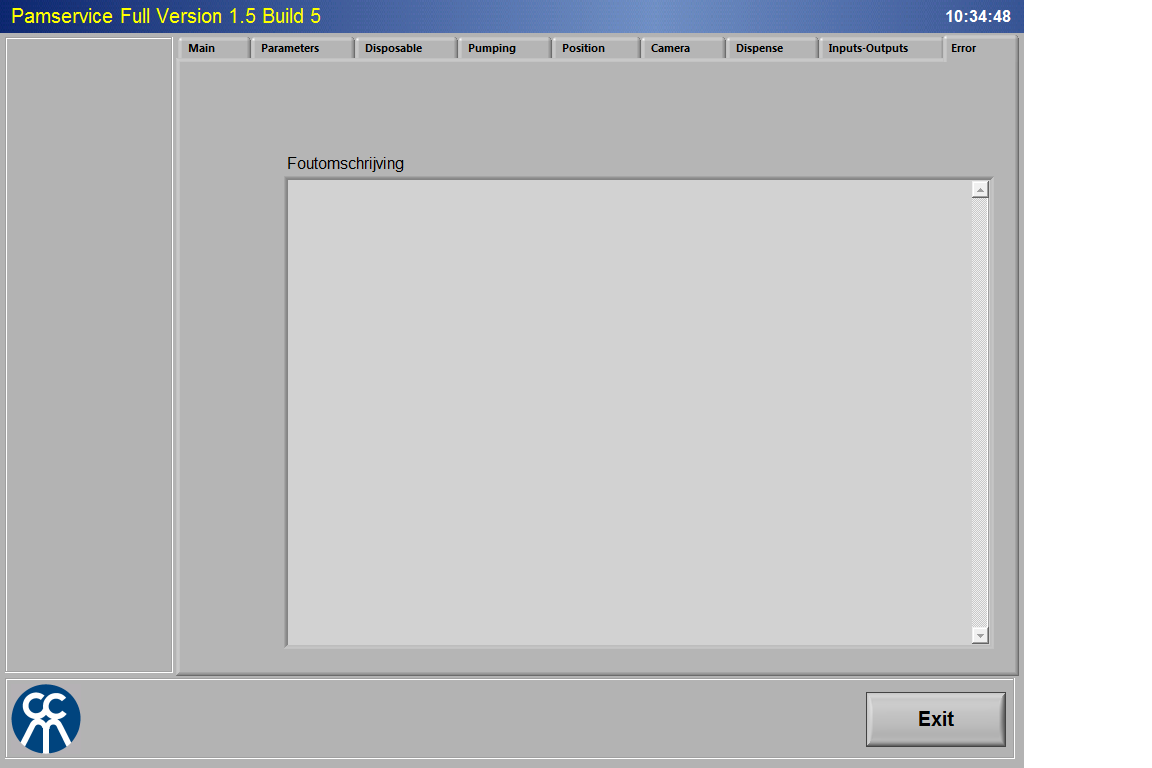 Pamservice Full Version 1.5 Build 5 10:34:48
Main Parameters Disposable Pumping Position Camera Dispense Inputs-Outputs Error
Foutomschrijving
Exit